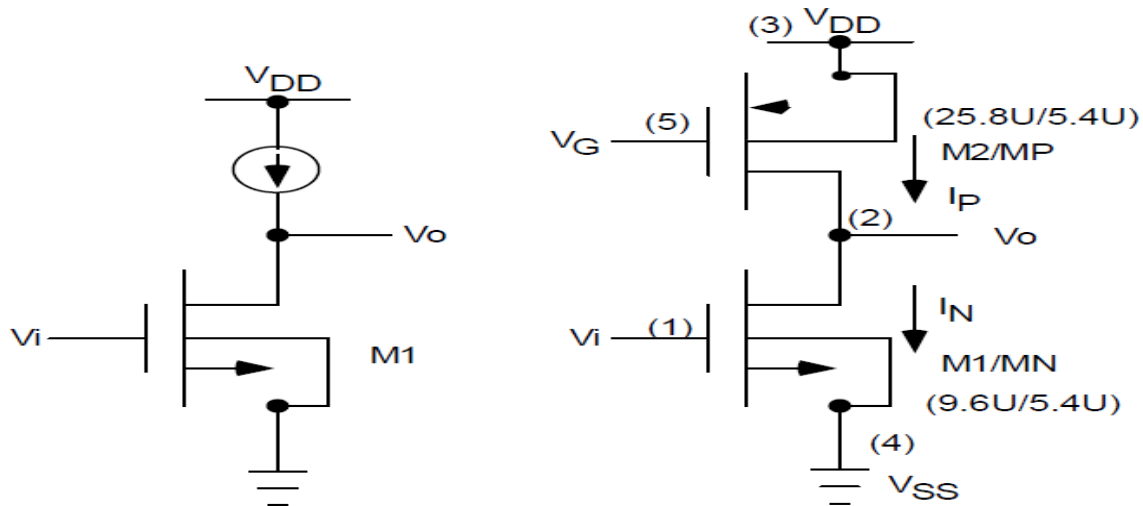 VDD
Vo
Vi
M1
(3) VDD
(5)
VG
(25.8U/5.4U)
M2/MP
IP
(2)
Vo
IN
Vi
(1)
M1/MN
(9.6U/5.4U)
(4)
VSS